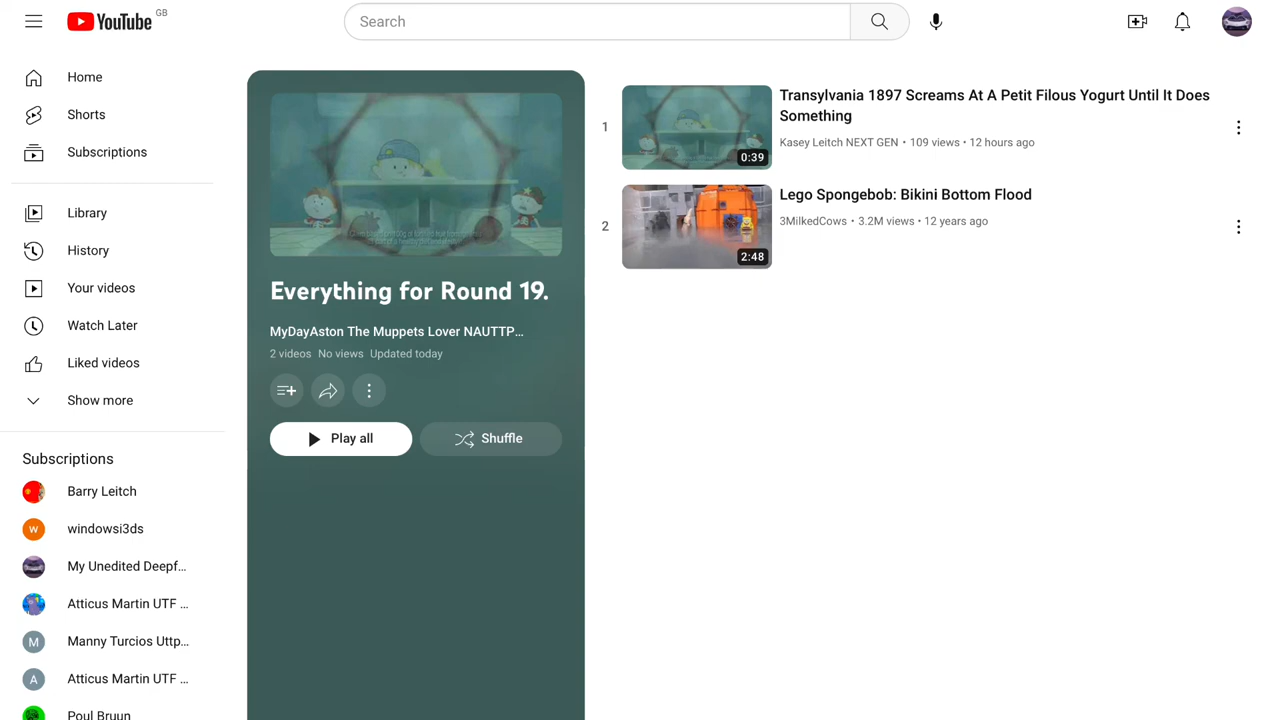 YouTube GB
Search
Home
Shorts
Subscriptions
Library
History
Your videos
Watch Later
Liked videos
Show more
Subscriptions
Barry Leitch
W windowsi3ds
My Unedited Deepf...
Atticus Martin UTF ...
M Manny Turcios Uttp...
A Atticus Martin UTF ...
Poul Bruun
Everything for Round 19.
MyDayAston The Muppets Lover NAUTTP...
2 videos No views Updated today
Play all
Shuffle
1
0:39
Transylvania 1897 Screams At A Petit Filous Yogurt Until It Does
Something
Kasey Leitch NEXT GEN • 109 views • 12 hours ago
2
2:48
Lego Spongebob: Bikini Bottom Flood
3MilkedCows • 3.2M views • 12 years ago